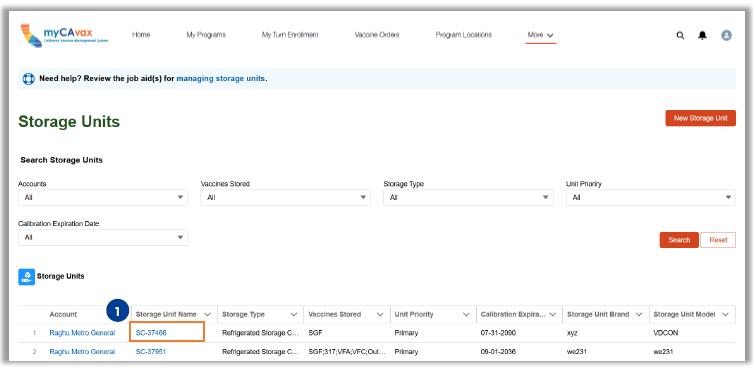 myCAvax
California Vaccine Management System
Home My Programs My Turn Enrollment Vaccine Orders Program Locations More
Need help? Review the job aid(s) for managing storage units.
Storage Units
New Storage Unit
Search Storage Units
Accounts Vaccines Stored Storage Type Unit Priority
All All All All
Calibration Expiration Date
All
Search Reset
Storage Units
1
Account Storage Unit Name Storage Type Vaccines Stored Unit Priority Calibration Expira... Storage Unit Brand Storage Unit Model
1 Raghu Metro General SC-37466 Refrigerated Storage C... SGF Primary 07-31-2090 xyz VDCON
2 Raghu Metro General SC-37951 Refrigerated Storage C... SGF;317;VFA;VFC;Out... Primary 09-01-2036 we231 we231